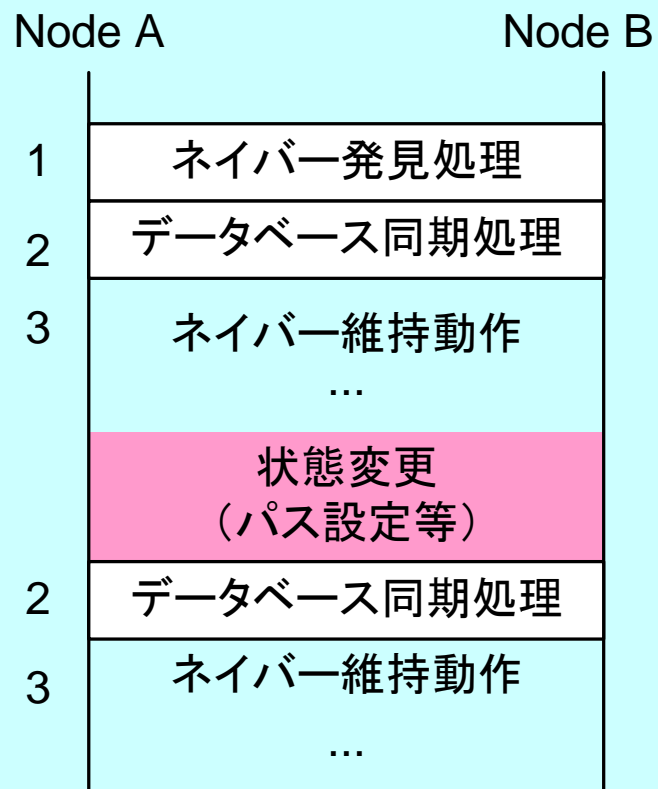 Node A Node B
1 ネイバー発見処理
2 データベース同期処理
3 ネイバー維持動作
...
状態変更
（パス設定等）
2 データベース同期処理
3 ネイバー維持動作
...